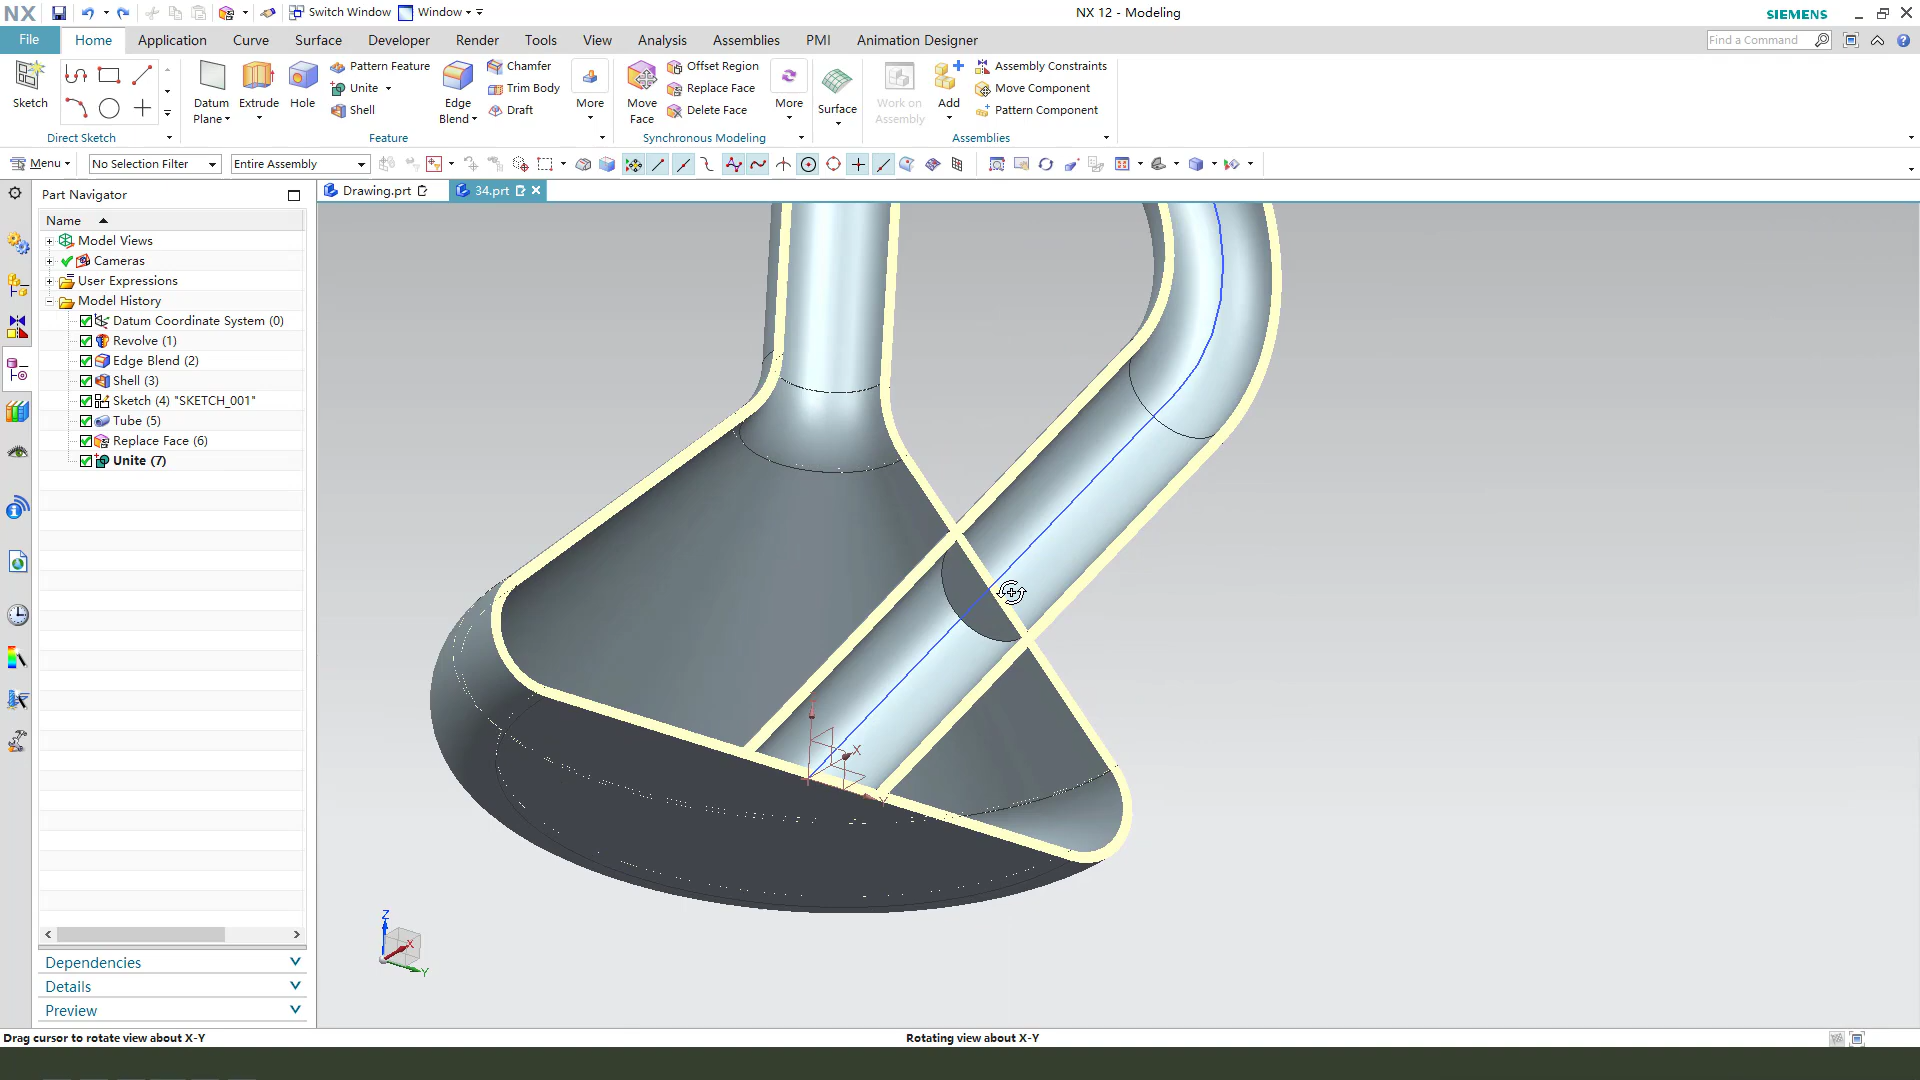 NX
Switch Window
Window
NX 12 - Modeling
SIEMENS
File
Home
Application
Curve
Surface
Developer
Render
Tools
View
Analysis
Assemblies
PMI
Animation Designer
Find a Command
Sketch
Direct Sketch
Datum
Plane
Extrude
Hole
Pattern Feature
Unite
Shell
Edge
Blend
Chamfer
Trim Body
Draft
More
Feature
Move
Face
Offset Region
Replace Face
Delete Face
More
Synchronous Modeling
Surface
Work on
Assembly
Add
Assembly Constraints
Move Component
Pattern Component
Assemblies
Menu
No Selection Filter
Entire Assembly
Part Navigator
Drawing.prt
34.prt
Name
Model Views
Cameras
User Expressions
Model History
Datum Coordinate System (0)
Revolve (1)
Edge Blend (2)
Shell (3)
Sketch (4) "SKETCH_001"
Tube (5)
Replace Face (6)
Unite (7)
X
Y
Z
X
Y
Dependencies
Details
Preview
Drag cursor to rotate view about X-Y
Rotating view about X-Y